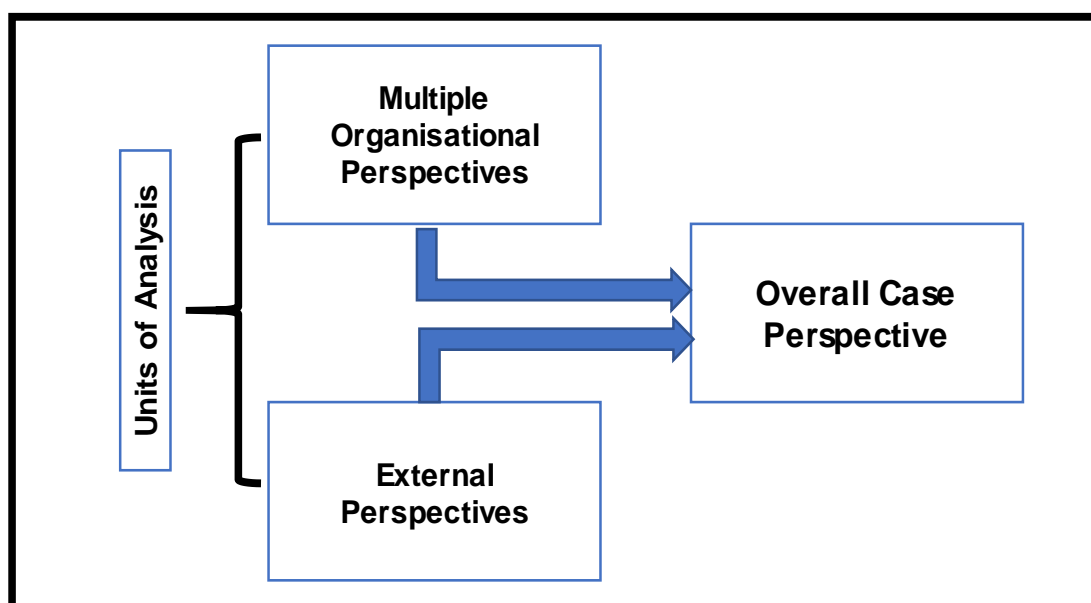 Units of Analysis
Multiple
Organisational
Perspectives
External
Perspectives
Overall Case
Perspective